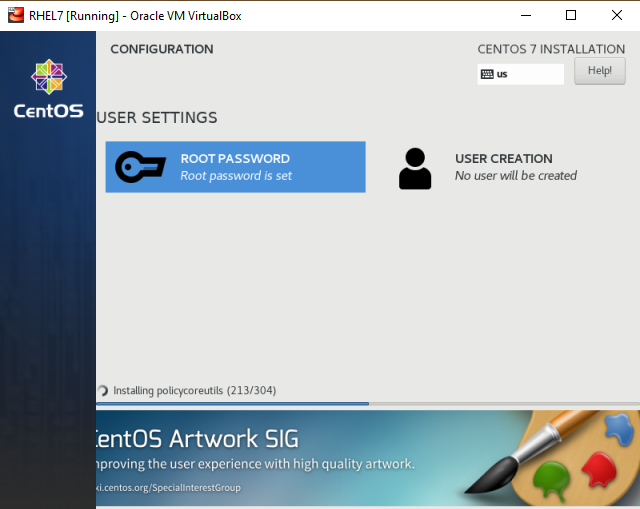 RHEL7 [Running] - Oracle VM VirtualBox
CentOS
CONFIGURATION
CENTOS 7 INSTALLATION
us
Help!
USER SETTINGS
ROOT PASSWORD
Root password is set
USER CREATION
No user will be created
Installing policycoreutils (213/304)
CentOS Artwork SIG
mproving the user experience with high quality artwork.
ki.centos.org/SpecialInterestGroup